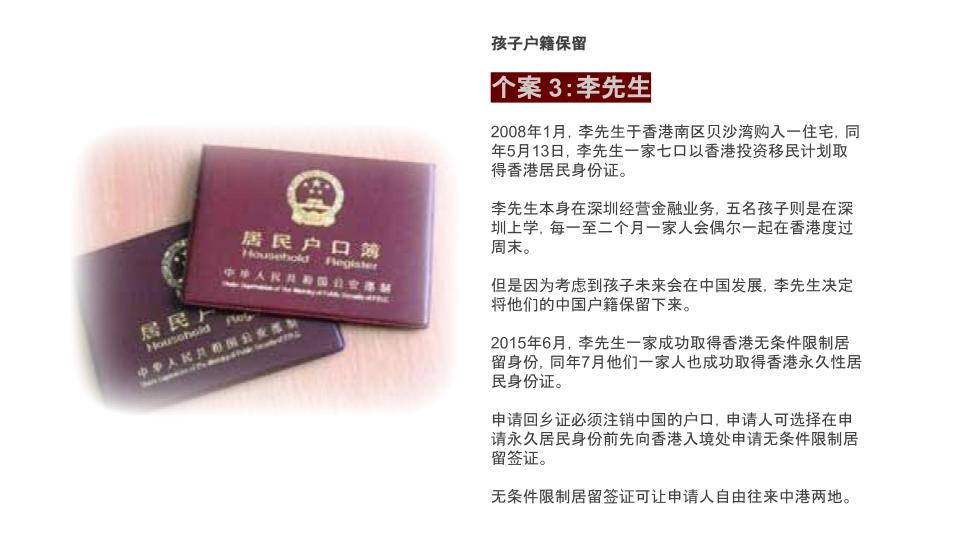 孩子户籍保留
个案 3：李先生
2008年1月，李先生于香港南区贝沙湾购入一住宅，同
年5月13日，李先生一家七口以香港投资移民计划取
得香港居民身份证。
李先生本身在深圳经营金融业务，五名孩子则是在深
圳上学，每一至二个月一家人会偶尔一起在香港度过
周末。
但是因为考虑到孩子未来会在中国发展，李先生决定
将他们的中国户籍保留下来。
2015年6月，李先生一家成功取得香港无条件限制居
留身份，同年7月他们一家人也成功取得香港永久性居
民身份证。
申请回乡证必须注销中国的户口，申请人可选择在申
请永久居民身份前先向香港入境处申请无条件限制居
留签证。
无条件限制居留签证可让申请人自由往来中港两地。
居民户口簿
Household Register
中华人民共和国公安部制
Under Supervision of The Ministry of Public Security of P.R.C.
居民户
Household Reg
中华人民共和国公安部制